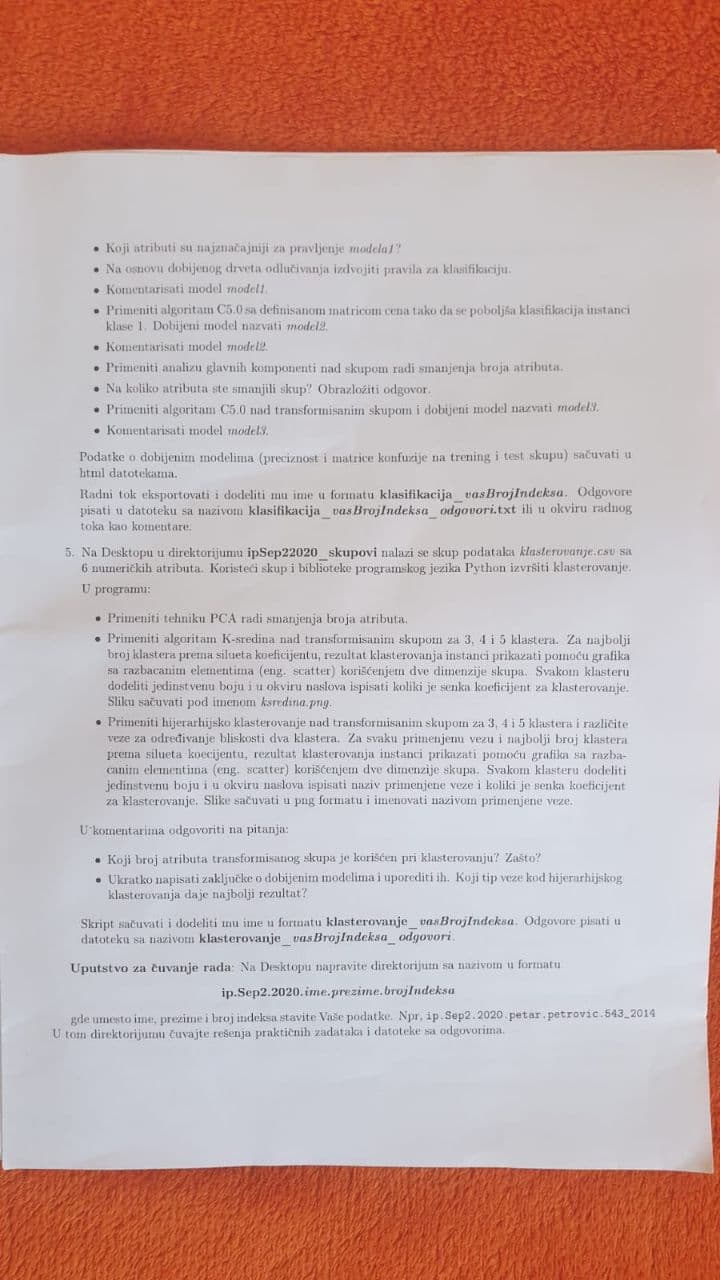 • Koji atributi su najznačajniji za pravljenje modela1?
• Na osnovu dobijenog drveta odlučivanja izdvojiti pravila za klasifikaciju.
• Komentarisati model model1.
• Primeniti algoritam C5.0 sa definisanom matricom cena tako da se poboljša klasifikacija instanci
klase 1. Dobijeni model nazvati model2.
• Komentarisati model model2.
• Primeniti analizu glavnih komponenti nad skupom radi smanjenja broja atributa.
• Na koliko atributa ste smanjili skup? Obrazložiti odgovor.
• Primeniti algoritam C5.0 nad transformisanim skupom i dobijeni model nazvati model3.
• Komentarisati model model3.
Podatke o dobijenim modelima (preciznost i matrice konfuzije na trening i test skupu) sačuvati u
html datotekama.
Radni tok eksportovati i dodeliti mu ime u formatu klasifikacija_vasBrojIndeksa. Odgovore
pisati u datoteku sa nazivom klasifikacija_vasBrojIndeksa_odgovori.txt ili u okviru radnog
toka kao komentare.
5. Na Desktopu u direktorijumu ipSep22020_skupovi nalazi se skup podataka klasterovanje.csv sa
6 numeričkih atributa. Koristeći skup i biblioteke programskog jezika Python izvršiti klasterovanje.
U programu:
• Primeniti tehniku PCA radi smanjenja broja atributa.
• Primeniti algoritam K-sredina nad transformisanim skupom za 3, 4 i 5 klastera. Za najbolji
broj klastera prema silueta koeficijentu, rezultat klasterovanja instanci prikazati pomoću grafika
sa razbacanim elementima (eng. scatter) korišćenjem dve dimenzije skupa. Svakom klasteru
dodeliti jedinstvenu boju i u okviru naslova ispisati koliki je senka koeficijent za klasterovanje.
Sliku sačuvati pod imenom ksredina.png.
• Primeniti hijerarhijsko klasterovanje nad transformisanim skupom za 3, 4 i 5 klastera i različite
veze za određivanje bliskosti dva klastera. Za svaku primenjenu vezu i najbolji broj klastera
prema silueta koecijentu, rezultat klasterovanja instanci prikazati pomoću grafika sa razba-
canim elementima (eng. scatter) korišćenjem dve dimenzije skupa. Svakom klasteru dodeliti
jedinstvenu boju i u okviru naslova ispisati naziv primenjene veze i koliki je senka koeficijent
za klasterovanje. Slike sačuvati u png formatu i imenovati nazivom primenjene veze.
U komentarima odgovoriti na pitanja:
• Koji broj atributa transformisanog skupa je korišćen pri klasterovanju? Zašto?
• Ukratko napisati zaključke o dobijenim modelima i uporediti ih. Koji tip veze kod hijerarhijskog
klasterovanja daje najbolji rezultat?
Skript sačuvati i dodeliti mu ime u formatu klasterovanje_vasBrojIndeksa. Odgovore pisati u
datoteku sa nazivom klasterovanje_vasBrojIndeksa_odgovori.
Uputstvo za čuvanje rada: Na Desktopu napravite direktorijum sa nazivom u formatu
ip.Sep2.2020.ime.prezime.brojIndeksa
gde umesto ime, prezime i broj indeksa stavite Vaše podatke. Npr, ip.Sep2.2020.petar.petrovic.543_2014
U tom direktorijumu čuvajte rešenja praktičnih zadataka i datoteke sa odgovorima.